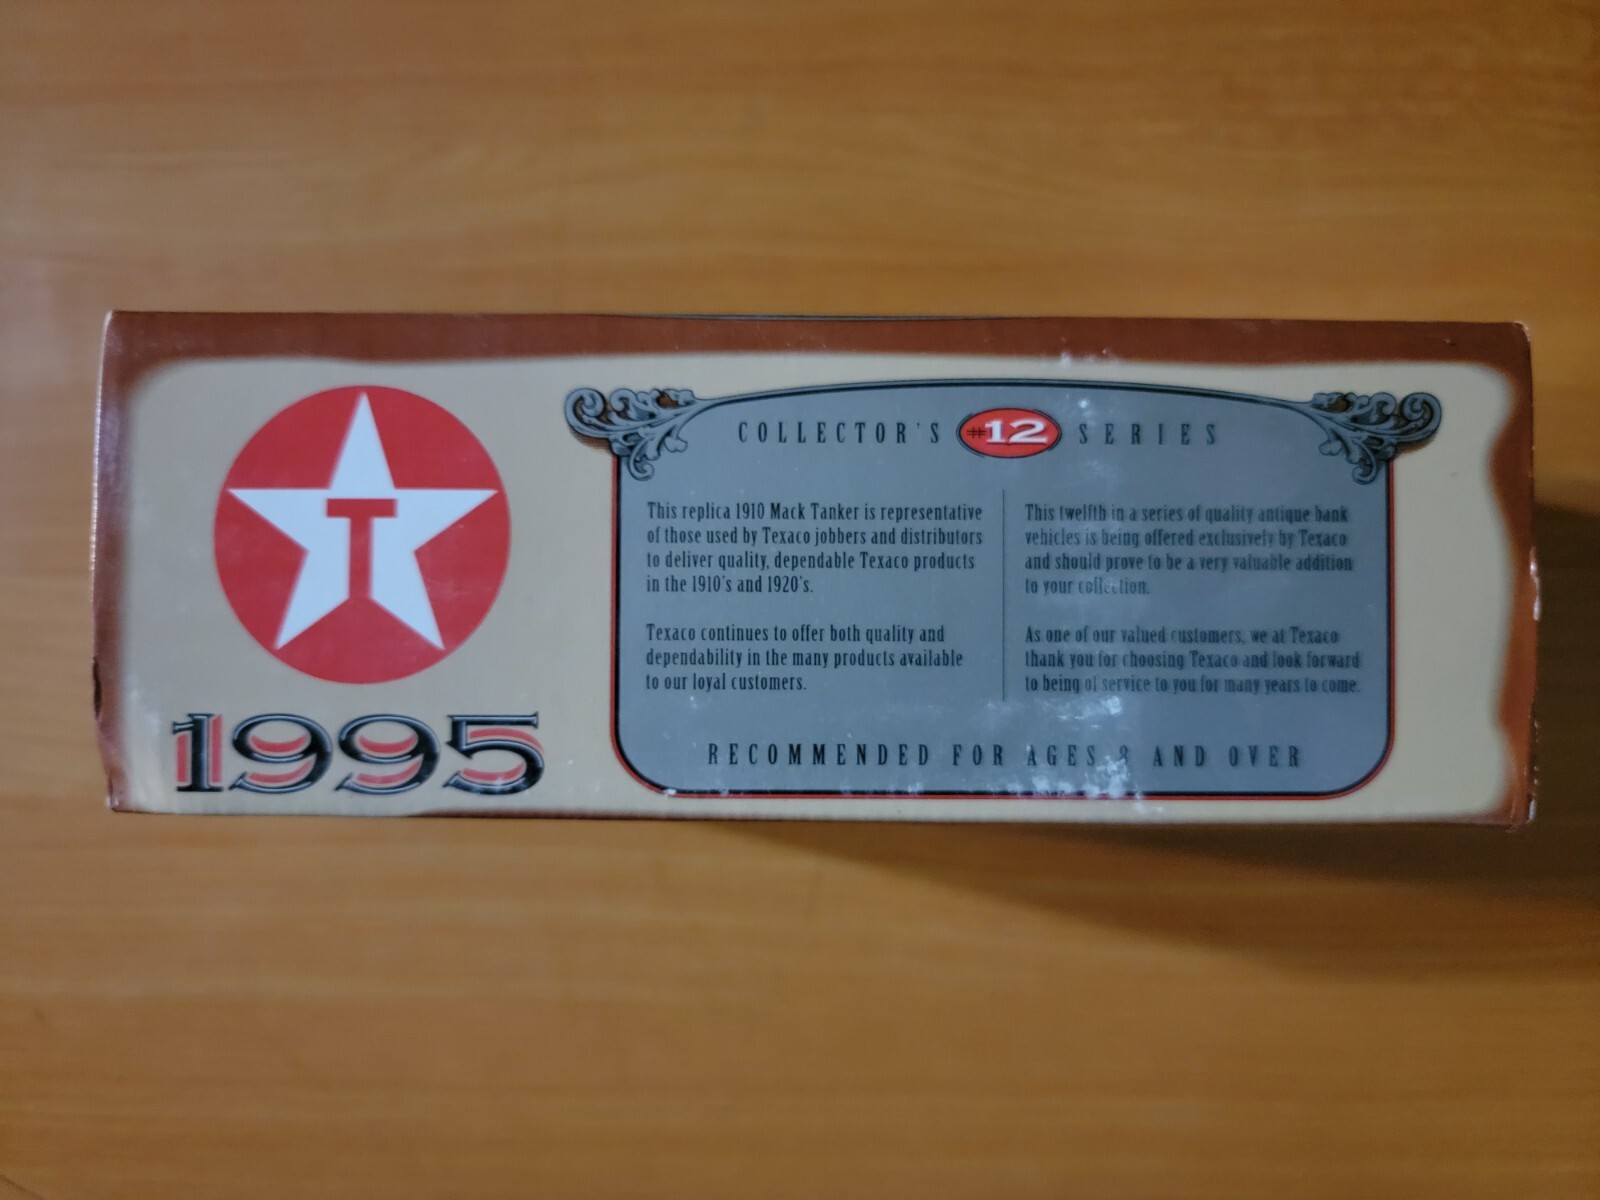 T
1995
COLLECTOR'S #12 SERIES
This replica 1910 Mack Tanker is representative
of those used by Texaco jobbers and distributors
to deliver quality, dependable Texaco products
in the 1910's and 1920's.
Texaco continues to offer both quality and
dependability in the many products available
to our loyal customers.
This twelfth in a series of quality antique bank
vehicles is being offered exclusively by Texaco
and should prove to be a very valuable addition
to your collection.
As one of our valued customers, we at Texaco
thank you for choosing Texaco and look forward
to being of service to you for many years to come.
RECOMMENDED FOR AGES AND OVER